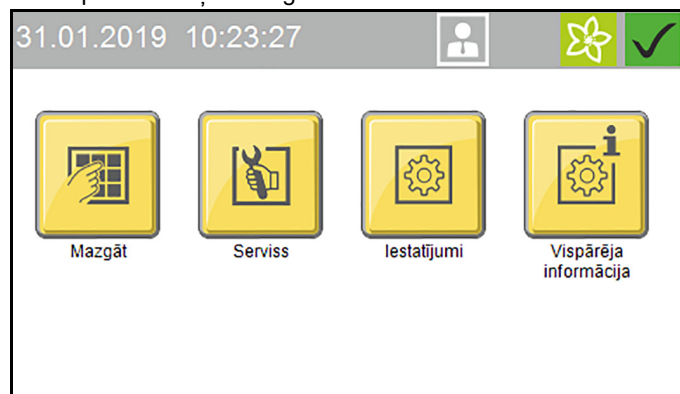 31.01.2019 10:23:27
Mazgāt
Serviss
Iestatījumi
Vispārēja
informācija